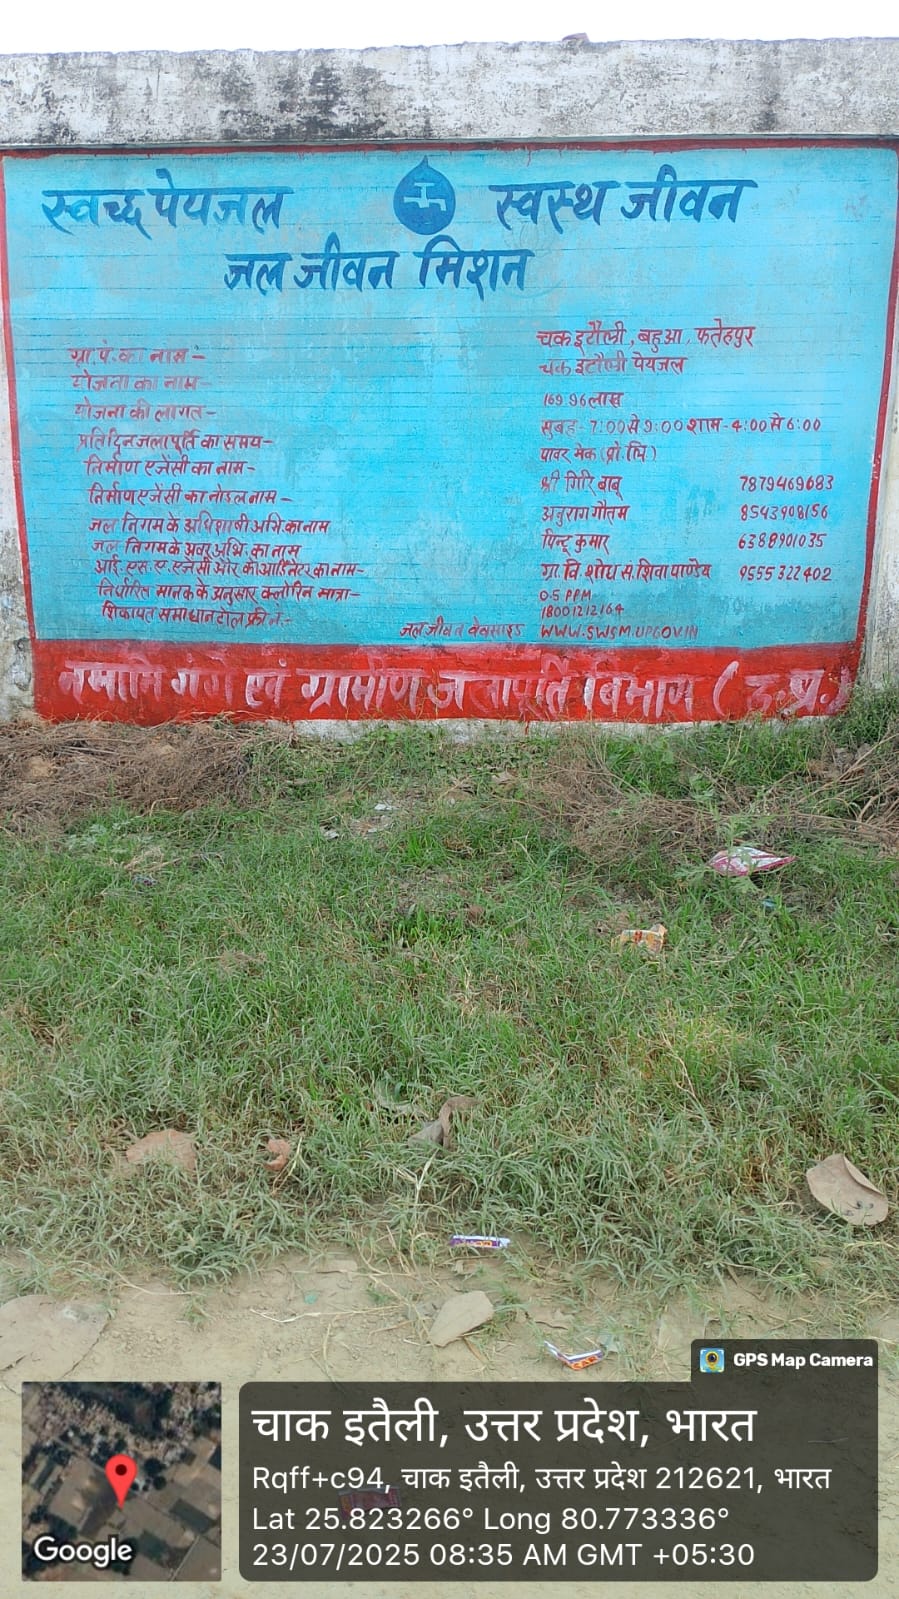 स्वच्छ पेयजल स्वस्थ जीवन
जल जीवन मिशन
ग्रा.पं. का नाम :- चक इटौली, बहुआ, फतेहपुर
योजना का नाम- चक इटौली पेयजल
योजना की लागत- 169.96 लाख
प्रतिदिन जलापूर्ति का समय- सुबह - 7:00 से 9:00 शाम - 4:00 से 6:00
निर्माण एजेंसी का नाम- पावर मेक (प्रो. लि)
निर्माण एजेंसी का नोडल नाम- श्री गिरि बाबू 7879469683
जल निगम के अधिशाषी अभि. का नाम अनुराग गौतम 8543908156
जल निगम के अवर अभि. का नाम पिन्टू कुमार 6388901035
आई. एस. ए. एजेंसी और को आर्डिनेटर का नाम- ग्रा. वि. शोध सं. शिवा पाण्डेय 9555322402
निर्धारित मानक के अनुसार क्लोरिन मात्रा- 0.5 PPM
शिकायत समाधान टोल फ्री नं.- 18001212164
जल जीवन वेबसाइड WWW.SWSM.UPGOV.IN
नमामि गंगे एवं ग्रामीण जलापूर्ति विभाग (उ.प्र.)
GPS Map Camera
चाक इतैली, उत्तर प्रदेश, भारत
Rqff+c94, चाक इतैली, उत्तर प्रदेश 212621, भारत
Lat 25.823266° Long 80.773336°
23/07/2025 08:35 AM GMT +05:30
Google